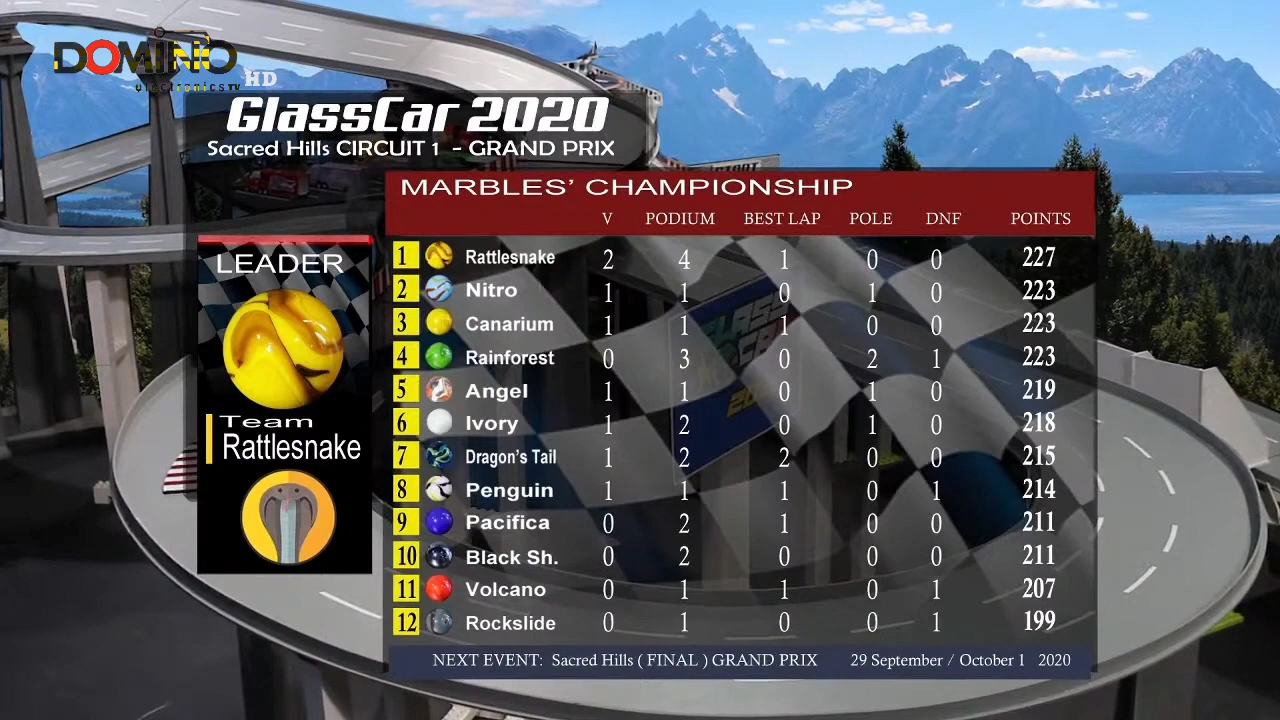 DOMINO
electronicsTV
HD
GlassCar 2020
Sacred Hills CIRCUIT 1 - GRAND PRIX
MARBLES' CHAMPIONSHIP
V PODIUM BEST LAP POLE DNF POINTS
LEADER
Team
Rattlesnake
1 Rattlesnake 2 4 1 0 0 227
2 Nitro 1 1 0 1 0 223
3 Canarium 1 1 1 0 0 223
4 Rainforest 0 3 0 2 1 223
5 Angel 1 1 0 1 0 219
6 Ivory 1 2 0 1 0 218
7 Dragon's Tail 1 2 2 0 0 215
8 Penguin 1 1 1 0 1 214
9 Pacifica 0 2 1 0 0 211
10 Black Sh. 0 2 0 0 0 211
11 Volcano 0 1 1 0 1 207
12 Rockslide 0 1 0 0 1 199
NEXT EVENT: Sacred Hills ( FINAL ) GRAND PRIX 29 September / October 1 2020